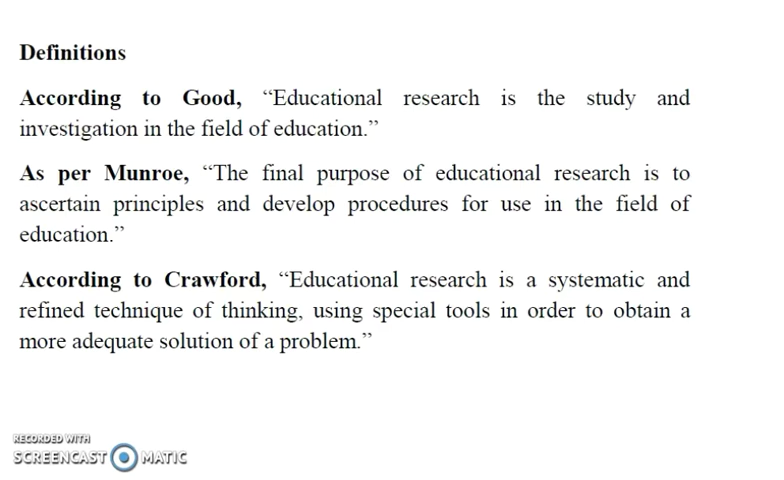 Definitions
According to Good, “Educational research is the study and
investigation in the field of education.”
As per Munroe, “The final purpose of educational research is to
ascertain principles and develop procedures for use in the field of
education.”
According to Crawford, “Educational research is a systematic and
refined technique of thinking, using special tools in order to obtain a
more adequate solution of a problem.”
RECORDED WITH
SCREENCAST MATIC